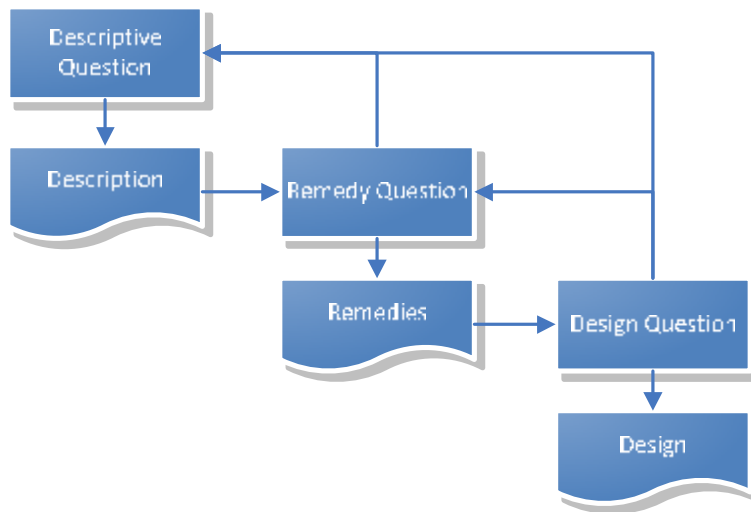 Descriptive
Question
Description
Remedy Question
Remedies
Design Question
Design